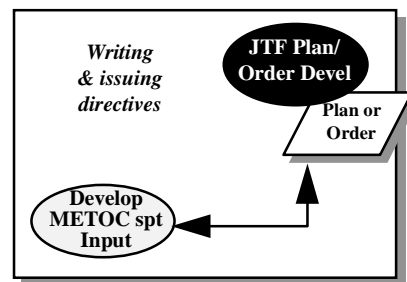 Writing
& issuing
directives
JTF Plan/
Order Devel
Plan or
Order
Develop
METOC spt
Input